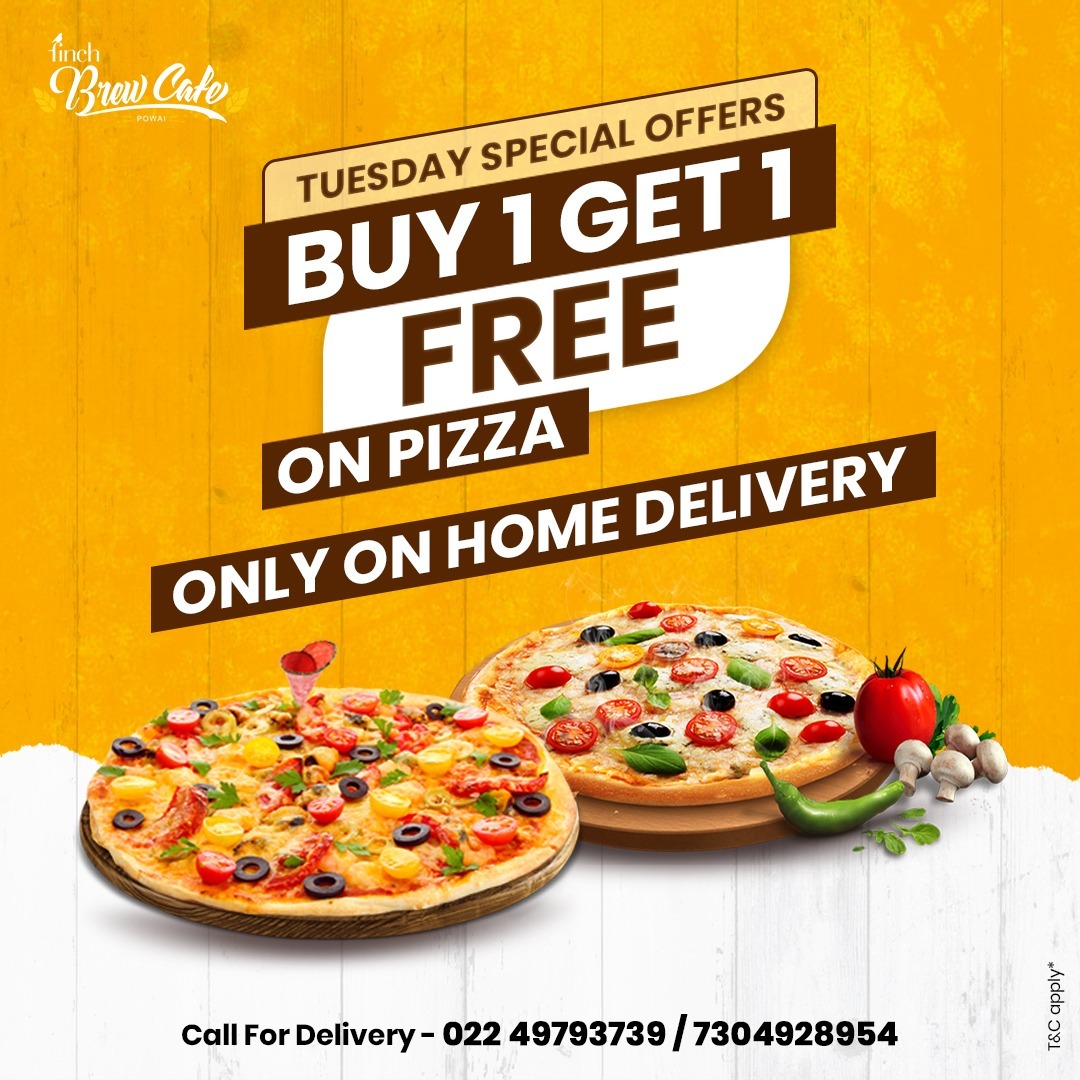 finch
Brew Cafe
POWAI
TUESDAY SPECIAL OFFERS
BUY 1 GET 1
FREE
ON PIZZA
ONLY ON HOME DELIVERY
T&C apply*
Call For Delivery - 022 49793739 / 7304928954